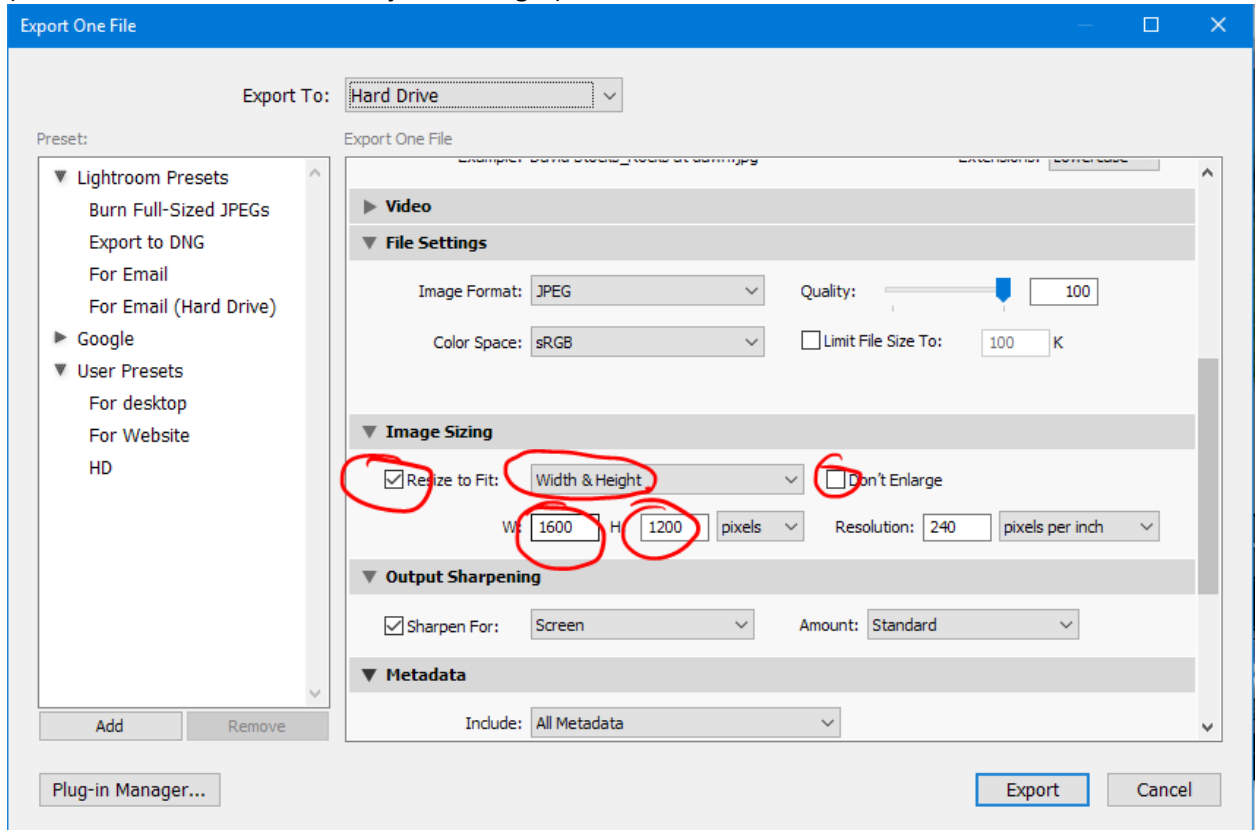 Export One File
Export To: Hard Drive
Preset:
Export One File
Lightroom Presets
Burn Full-Sized JPEGs
Export to DNG
For Email
For Email (Hard Drive)
Google
User Presets
For desktop
For Website
HD
Add Remove
Video
File Settings
Image Format: JPEG Quality: 100
Color Space: sRGB Limit File Size To: 100 K
Image Sizing
Resize to Fit: Width & Height Don't Enlarge
W: 1600 H: 1200 pixels Resolution: 240 pixels per inch
Output Sharpening
Sharpen For: Screen Amount: Standard
Metadata
Include: All Metadata
Plug-in Manager... Export Cancel